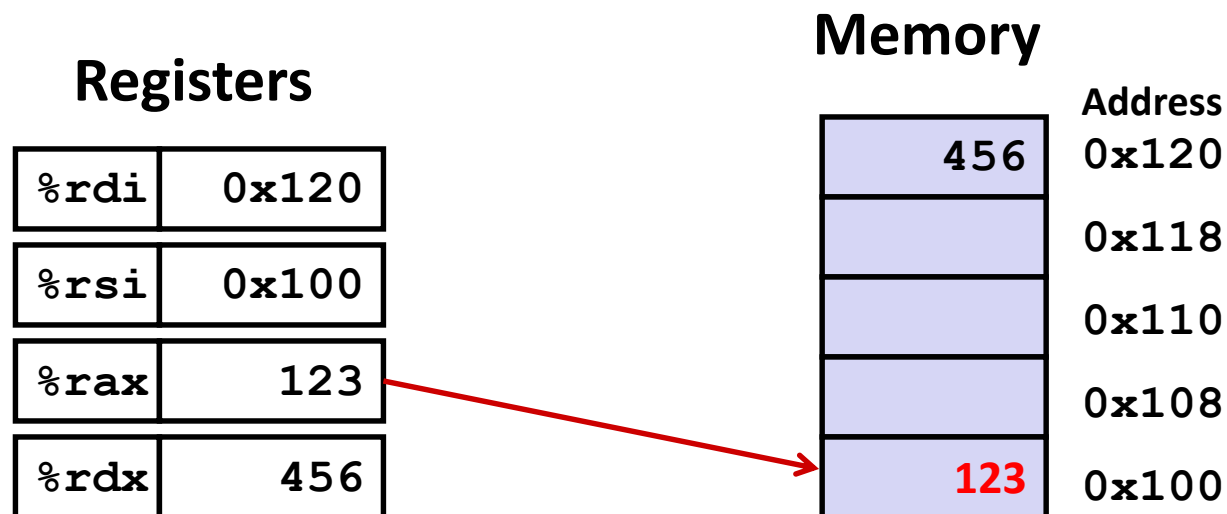 Registers
%rdi 0x120
%rsi 0x100
%rax 123
%rdx 456
Memory
Address
456 0x120
0x118
0x110
0x108
123 0x100